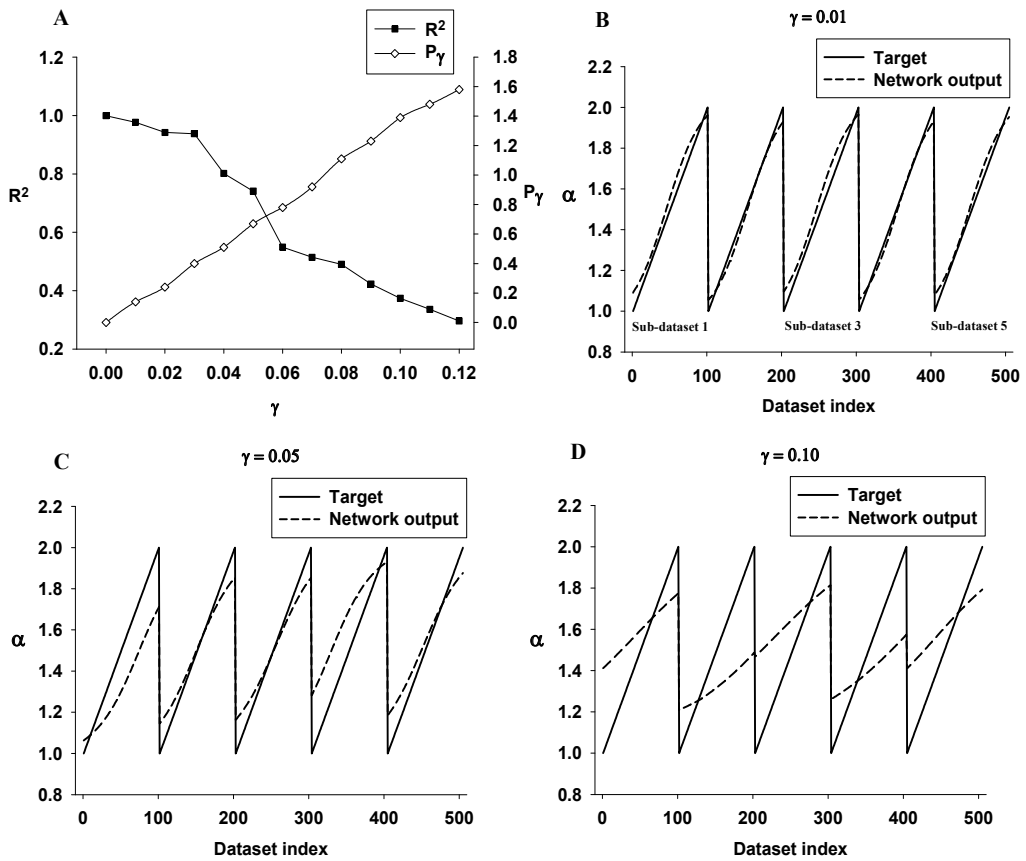 A
R²
Pγ
1.2
1.0
0.8
0.6
0.4
0.2
R²
1.8
1.6
1.4
1.2
1.0
0.8
0.6
0.4
0.2
0.0
Pγ
0.00 0.02 0.04 0.06 0.08 0.10 0.12
γ
B
γ = 0.01
Target
Network output
2.2
2.0
1.8
1.6
1.4
1.2
1.0
0.8
α
Sub-dataset 1 Sub-dataset 3 Sub-dataset 5
0 100 200 300 400 500
Dataset index
C
γ = 0.05
Target
Network output
2.2
2.0
1.8
1.6
1.4
1.2
1.0
0.8
α
0 100 200 300 400 500
Dataset index
D
γ = 0.10
Target
Network output
2.2
2.0
1.8
1.6
1.4
1.2
1.0
0.8
α
0 100 200 300 400 500
Dataset index